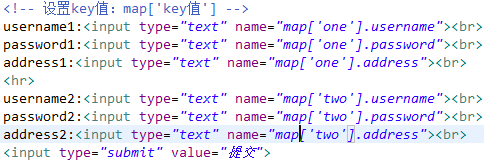 <!-- 设置key值：map['key值'] -->
username1:<input type="text" name="map['one'].username"><br>
password1:<input type="text" name="map['one'].password"><br>
address1:<input type="text" name="map['one'].address"><br>
<hr>
username2:<input type="text" name="map['two'].username"><br>
password2:<input type="text" name="map['two'].password"><br>
address2:<input type="text" name="map['two'].address"><br>
<input type="submit" value="提交">